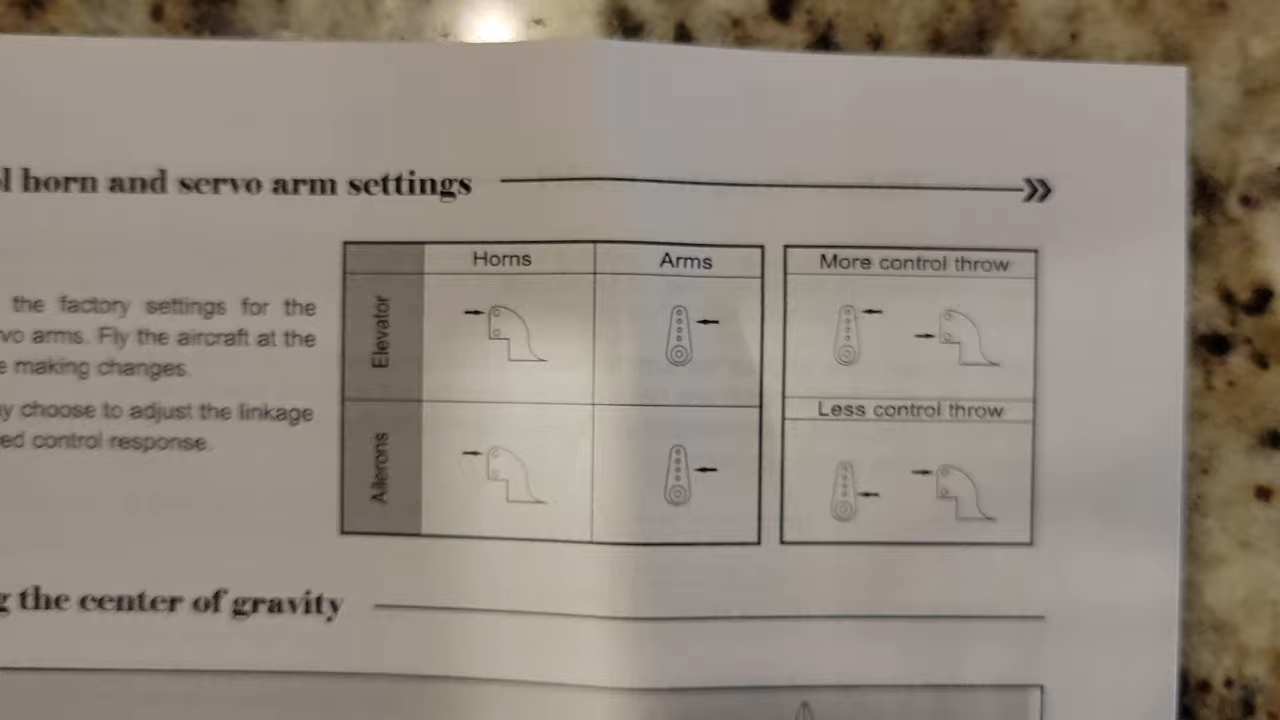 l horn and servo arm settings
the factory settings for the
vo arms. Fly the aircraft at the
e making changes.
y choose to adjust the linkage
ed control response.
Horns
Arms
Elevator
Ailerons
More control throw
Less control throw
g the center of gravity